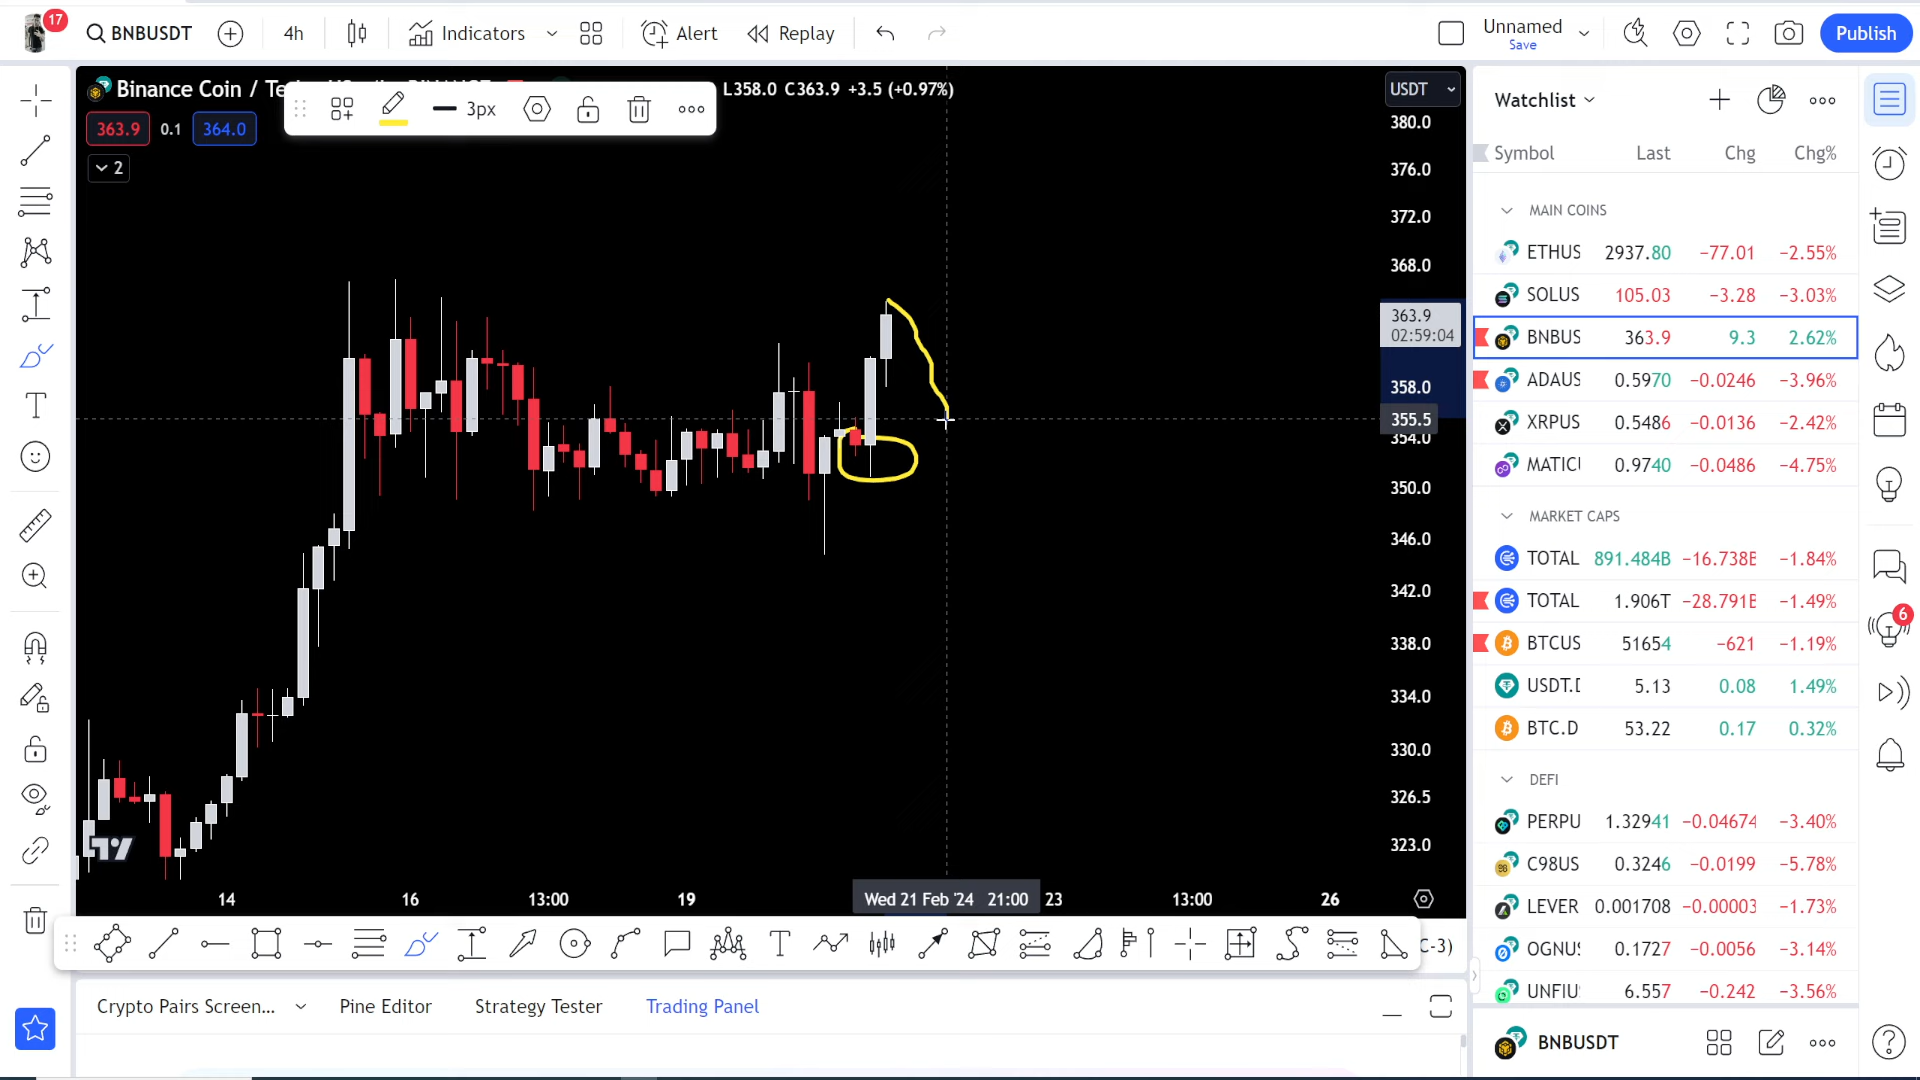 17
BNBUSDT
4h
Indicators
Alert
Replay
Unnamed
Save
Publish
Binance Coin / Te
L358.0 C363.9 +3.5 (+0.97%)
USDT
3px
363.9 0.1 364.0
2
380.0
376.0
372.0
368.0
363.9
02:59:04
358.0
355.5
354.0
350.0
346.0
342.0
338.0
334.0
330.0
326.5
323.0
14
16
13:00
19
Wed 21 Feb '24 21:00
23
13:00
26
C-3)
Crypto Pairs Screen...
Pine Editor
Strategy Tester
Trading Panel
Watchlist
Symbol Last Chg Chg%
MAIN COINS
ETHUS 2937.80 −77.01 −2.55%
SOLUS 105.03 −3.28 −3.03%
BNBUS 363.9 9.3 2.62%
ADAUS 0.5970 −0.0246 −3.96%
XRPUS 0.5486 −0.0136 −2.42%
MATICU 0.9740 −0.0486 −4.75%
MARKET CAPS
TOTAL 891.484B −16.738B −1.84%
TOTAL 1.906T −28.791B −1.49%
BTCUS 51654 −621 −1.19%
USDT.D 5.13 0.08 1.49%
BTC.D 53.22 0.17 0.32%
DEFI
PERPU 1.32941 −0.04674 −3.40%
C98US 0.3246 −0.0199 −5.78%
LEVER 0.001708 −0.00003 −1.73%
OGNUS 0.1727 −0.0056 −3.14%
UNFIU 6.557 −0.242 −3.56%
BNBUSDT
6